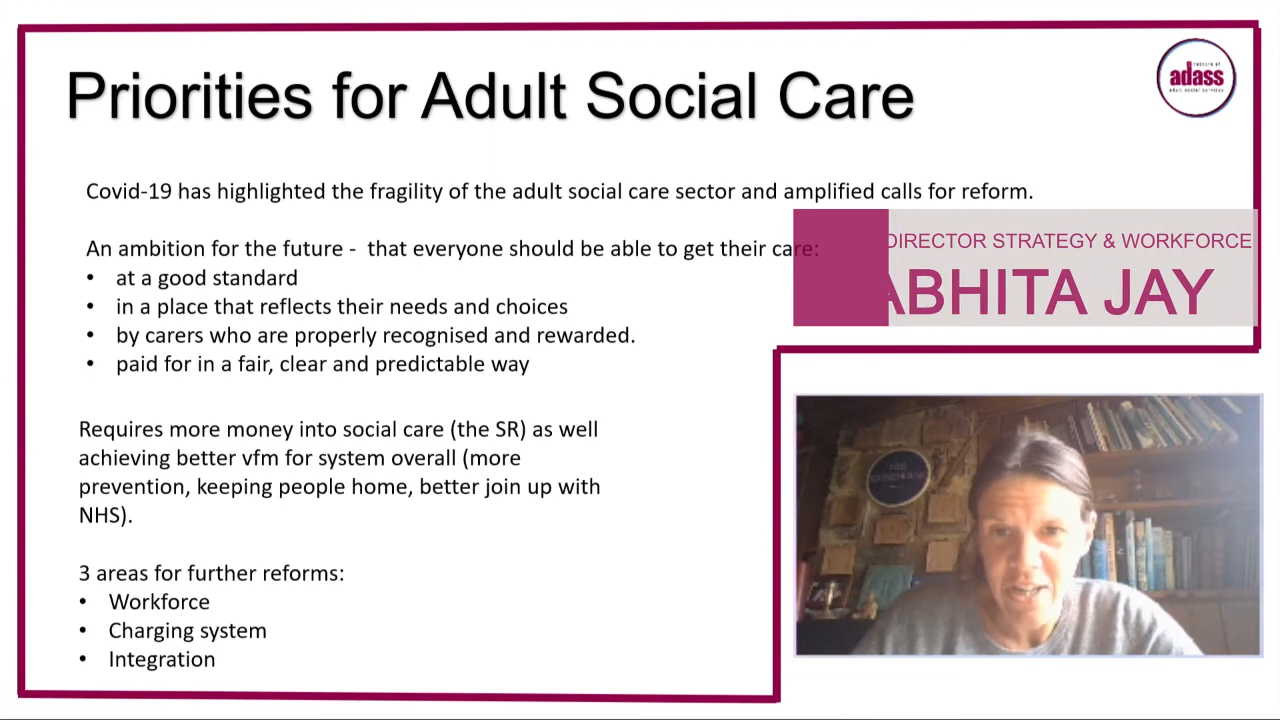 Priorities for Adult Social Care
adass
adult social services
Covid-19 has highlighted the fragility of the adult social care sector and amplified calls for reform.
An ambition for the future -  that everyone should be able to get their care:
• at a good standard
• in a place that reflects their needs and choices
• by carers who are properly recognised and rewarded.
• paid for in a fair, clear and predictable way
DIRECTOR STRATEGY & WORKFORCE
ABHITA JAY
Requires more money into social care (the SR) as well
achieving better vfm for system overall (more
prevention, keeping people home, better join up with
NHS).
3 areas for further reforms:
• Workforce
• Charging system
• Integration